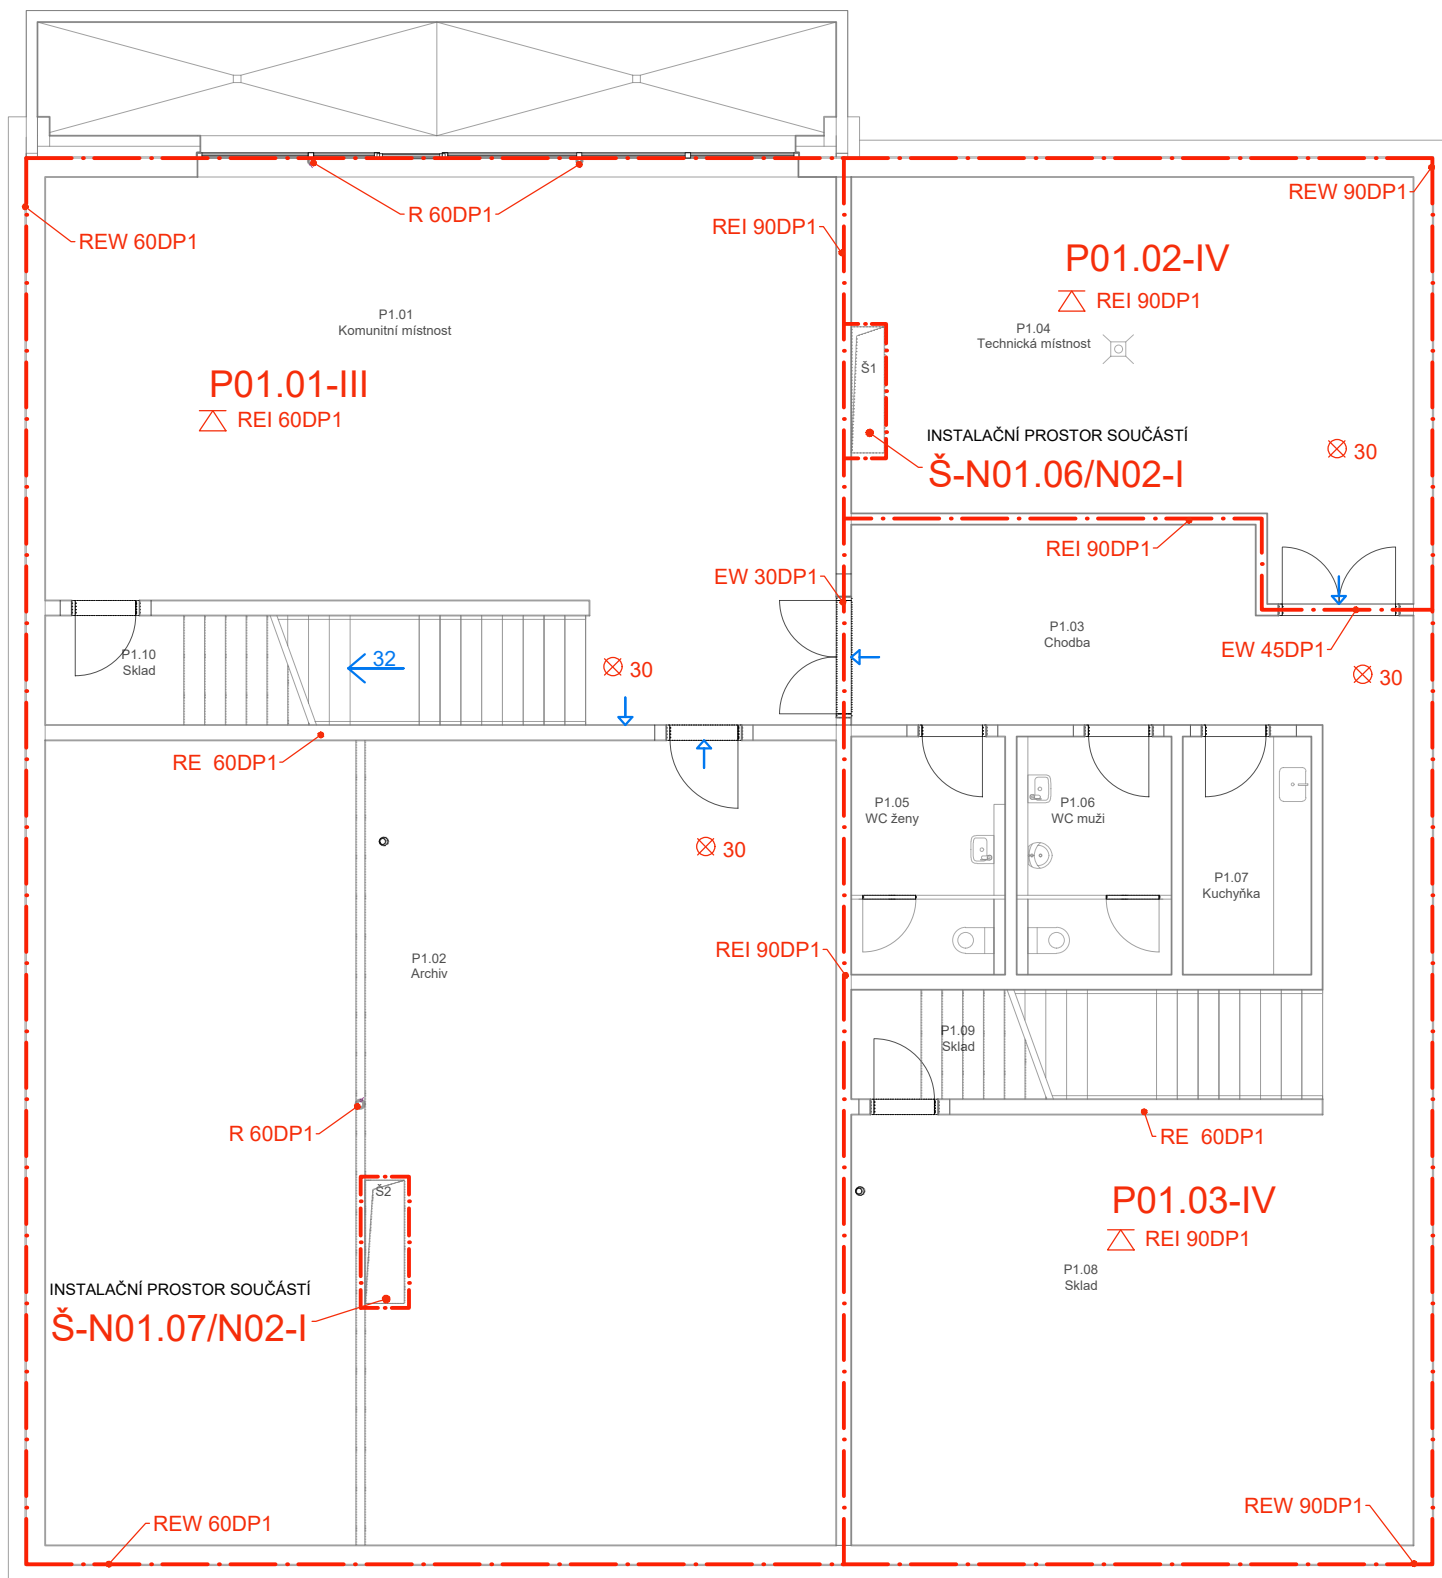 REW 90DP1
R 60DP1
REI 90DP1
REW 60DP1
P01.02-IV
REI 90DP1
P1.01
Komunitní místnost
P1.04
Technická místnost
Š1
P01.01-III
REI 60DP1
INSTALAČNÍ PROSTOR SOUČÁSTÍ
Š-N01.06/N02-I
30
REI 90DP1
EW 30DP1
P1.03
Chodba
EW 45DP1
P1.10
Sklad
32
30
30
RE 60DP1
P1.05
WC ženy
P1.06
WC muži
30
P1.07
Kuchyňka
REI 90DP1
P1.02
Archiv
P1.09
Sklad
R 60DP1
RE 60DP1
Š2
P01.03-IV
REI 90DP1
P1.08
Sklad
INSTALAČNÍ PROSTOR SOUČÁSTÍ
Š-N01.07/N02-I
REW 90DP1
REW 60DP1